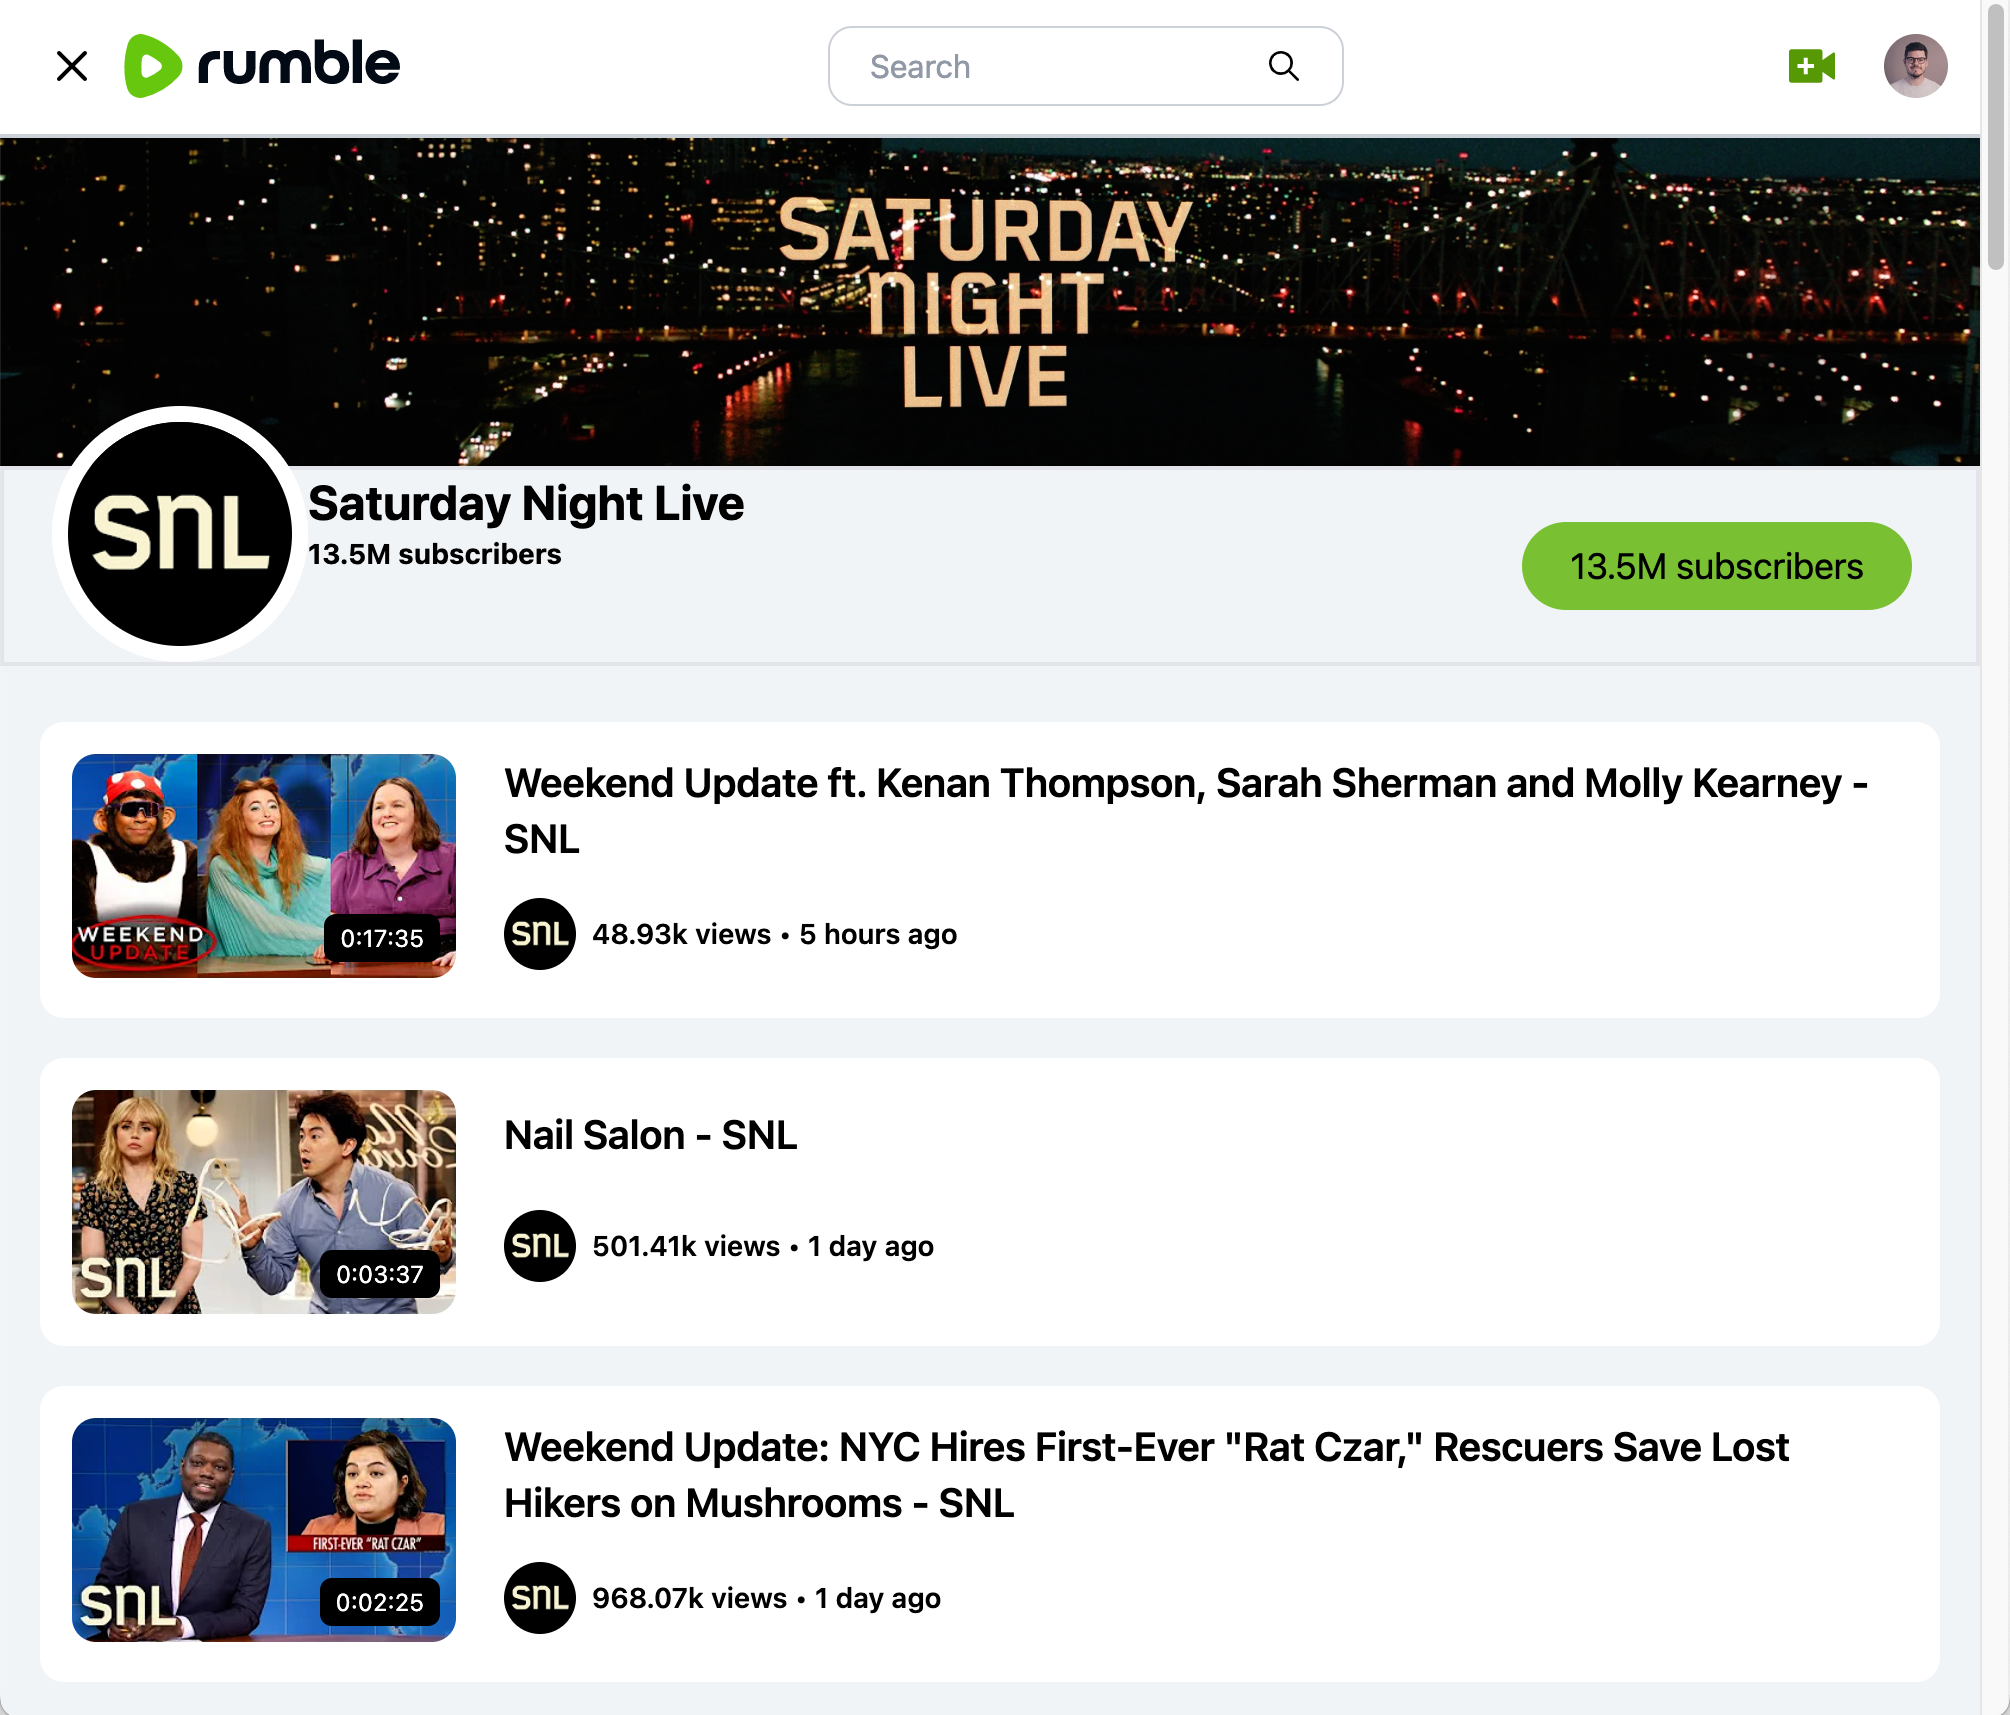 rumble
Search
SATURDAY
NIGHT
LIVE
SNL
Saturday Night Live
13.5M subscribers
13.5M subscribers
WEEKEND
UPDATE
0:17:35
Weekend Update ft. Kenan Thompson, Sarah Sherman and Molly Kearney -
SNL
SNL
48.93k views • 5 hours ago
SNL
0:03:37
Nail Salon - SNL
SNL
501.41k views • 1 day ago
FIRST-EVER "RAT CZAR"
SNL
0:02:25
Weekend Update: NYC Hires First-Ever "Rat Czar," Rescuers Save Lost
Hikers on Mushrooms - SNL
SNL
968.07k views • 1 day ago